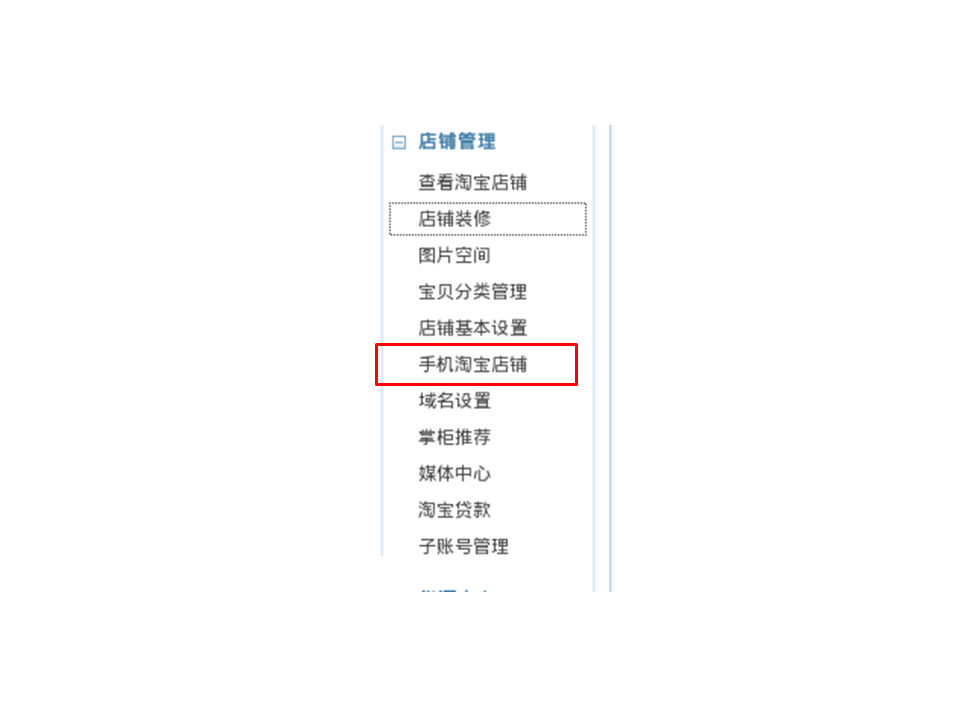 店铺管理
查看淘宝店铺
店铺装修
图片空间
宝贝分类管理
店铺基本设置
手机淘宝店铺
域名设置
掌柜推荐
媒体中心
淘宝贷款
子账号管理